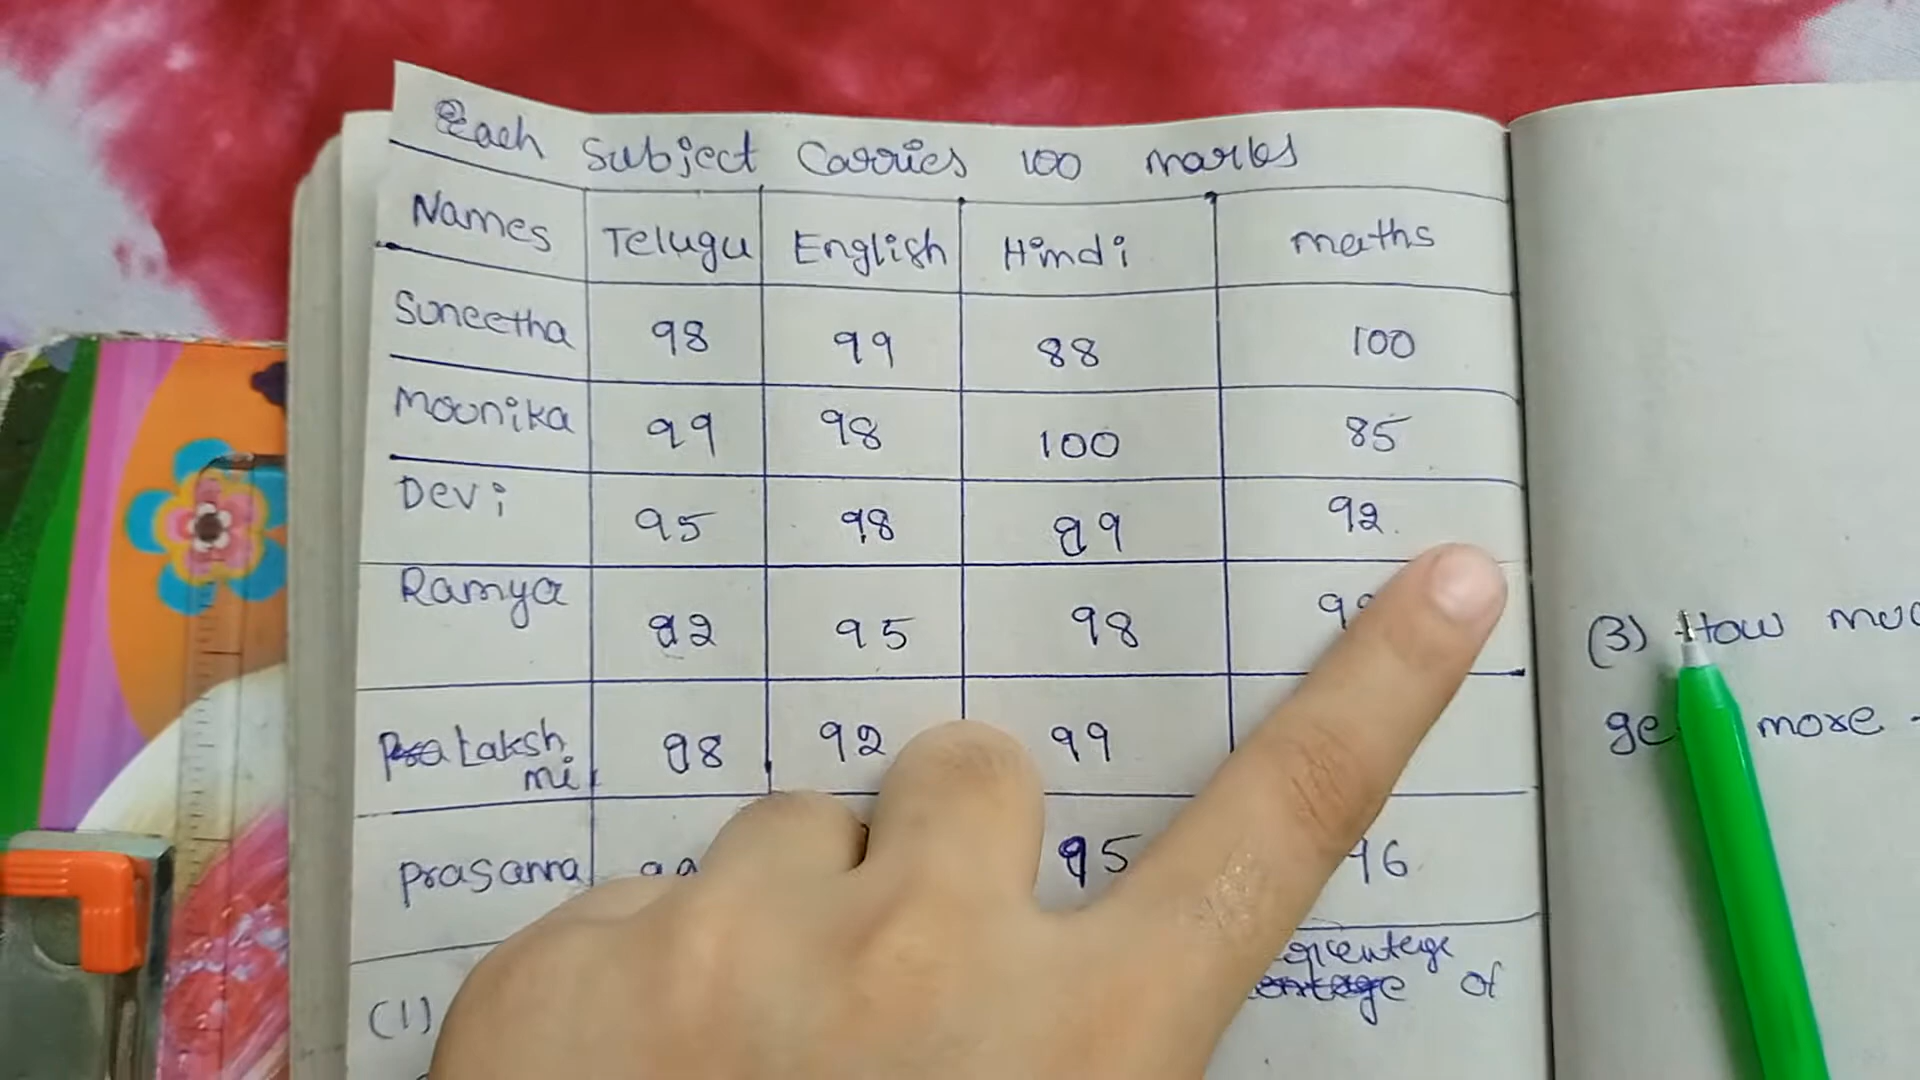 Each Subject Carries 100 marks
Names Telugu English Hindi maths
Suneetha 98 99 88 100
Moonika 99 98 100 85
Devi 95 98 99 92
Ramya 92 95 98
Laksh 98 92 99
mi
prasanna 95 96
(1) of
(3) How
more